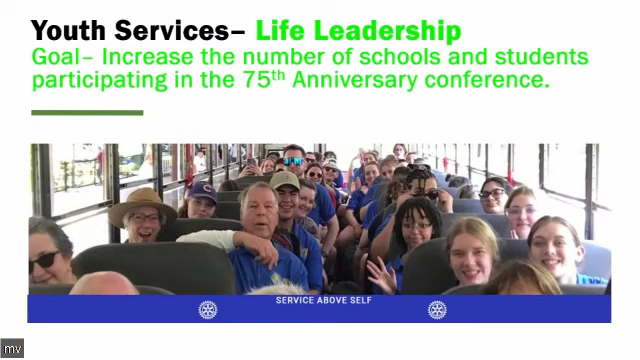 Youth Services– Life Leadership
Goal– Increase the number of schools and students
participating in the 75th Anniversary conference.
SERVICE ABOVE SELF
mv